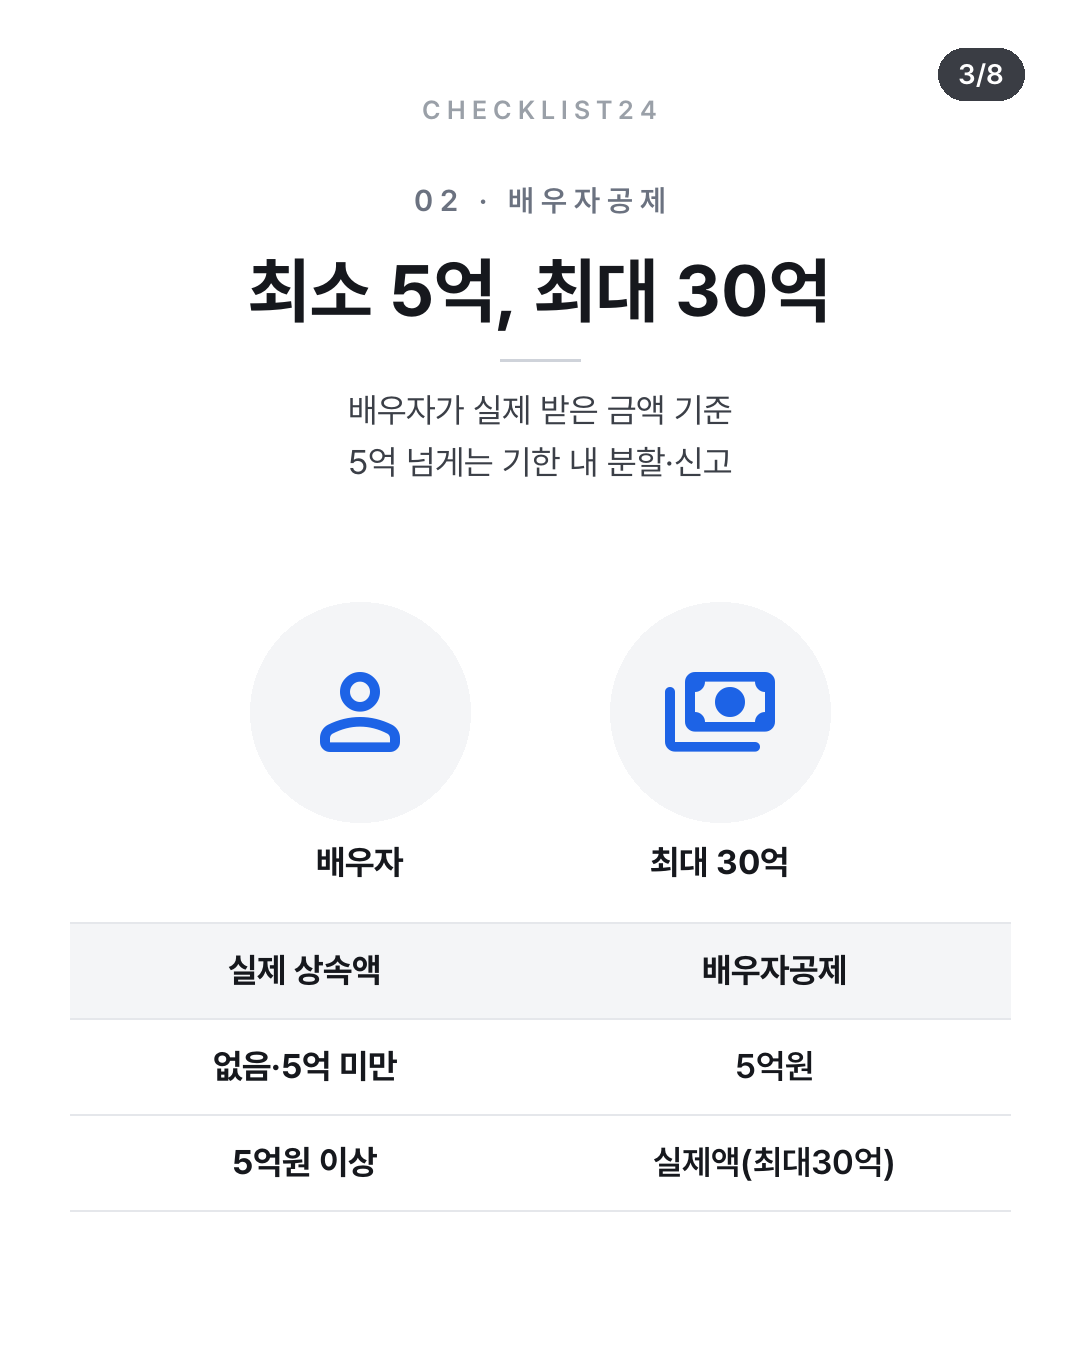 3/8
CHECKLIST24
02 · 배우자공제
최소 5억, 최대 30억
배우자가 실제 받은 금액 기준
5억 넘게는 기한 내 분할·신고
배우자
최대 30억
실제 상속액
배우자공제
없음·5억 미만
5억원
5억원 이상
실제액(최대30억)